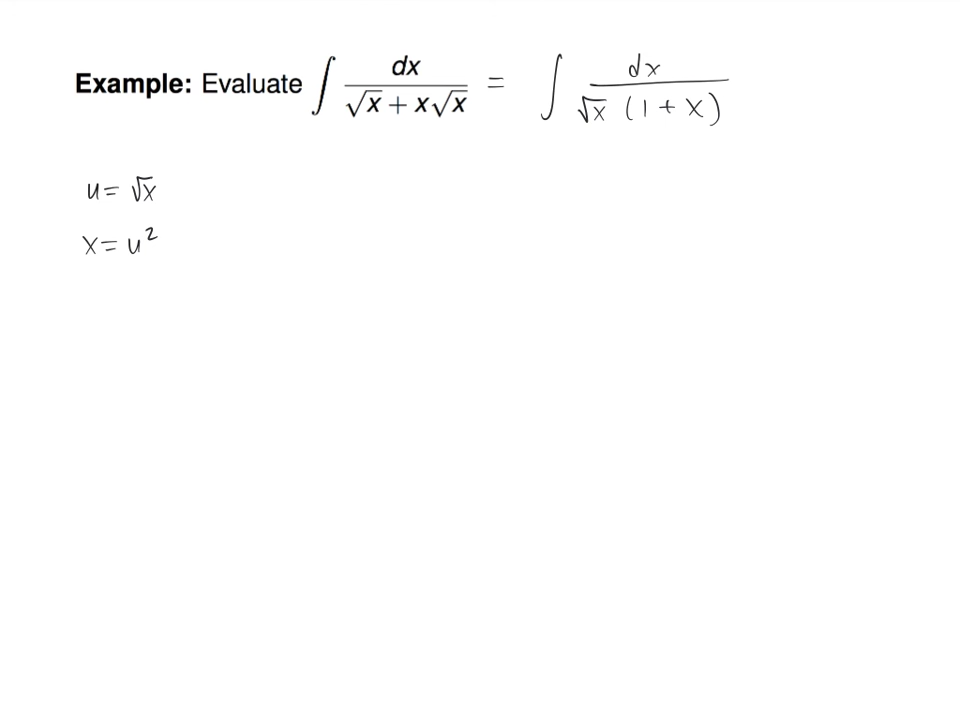 Example: Evaluate ∫ dx / (√x + x√x) = ∫ dx / (√x (1 + x))
u = √x
x = u²